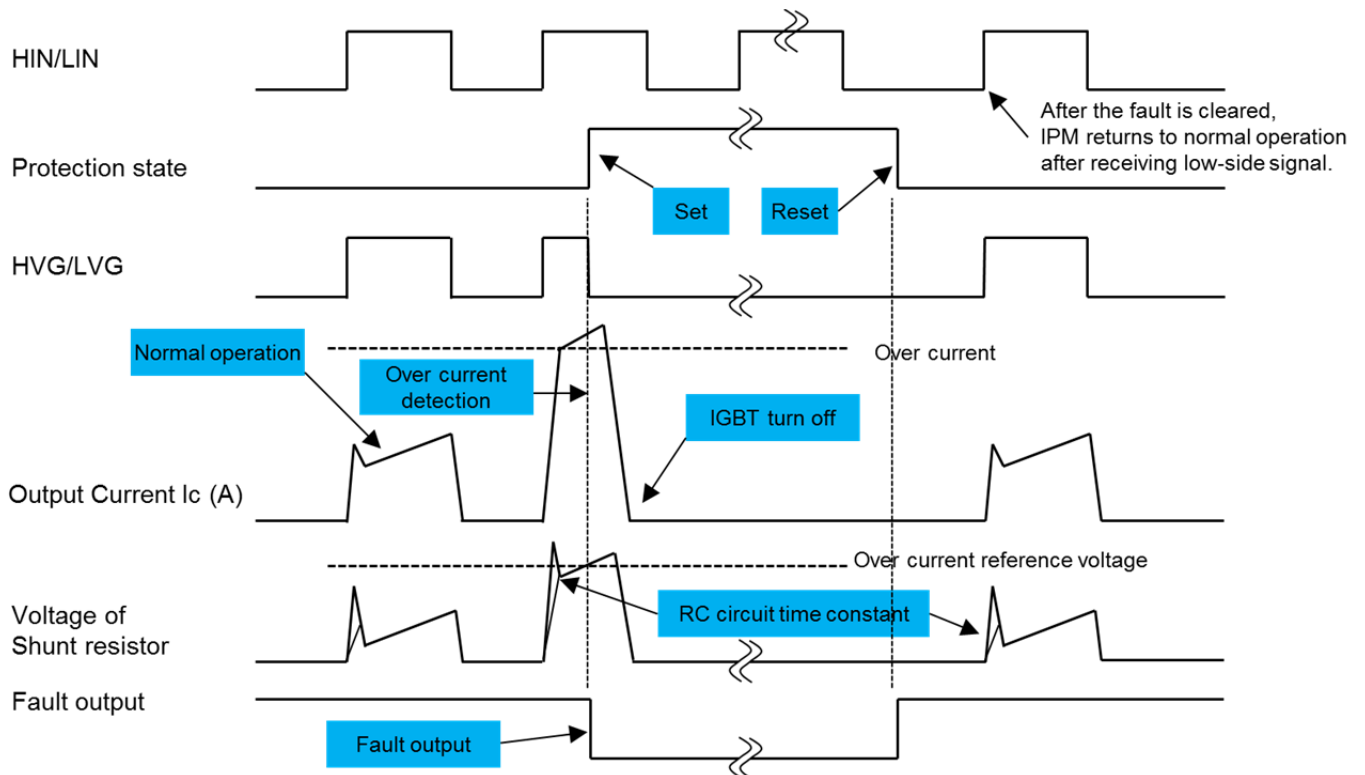 HIN/LIN
After the fault is cleared,
IPM returns to normal operation
after receiving low-side signal.
Protection state
Set
Reset
HVG/LVG
Normal operation
Over current
Over current
detection
IGBT turn off
Output Current Ic (A)
Over current reference voltage
RC circuit time constant
Voltage of
Shunt resistor
Fault output
Fault output